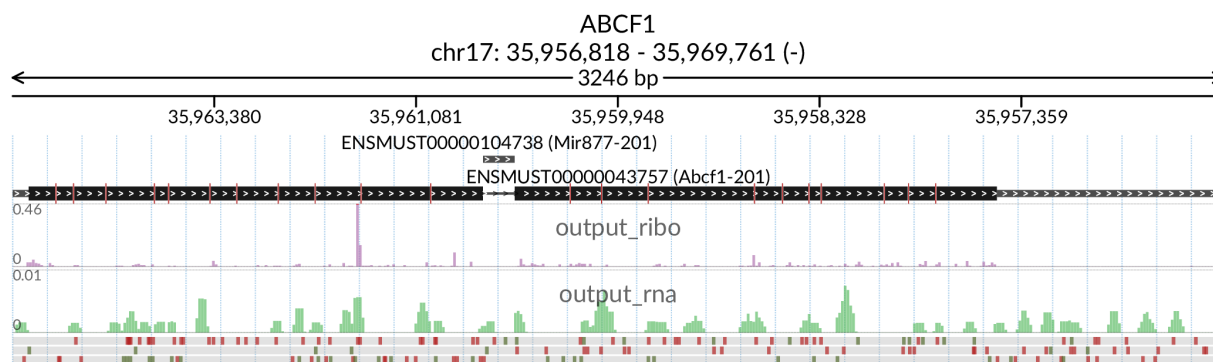 ABCF1
chr17: 35,956,818 - 35,969,761 (-)
3246 bp
35,963,380 35,961,081 35,959,948 35,958,328 35,957,359
ENSMUST00000104738 (Mir877-201)
ENSMUST00000043757 (Abcf1-201)
0.46
output_ribo
0
0.01
output_rna
0